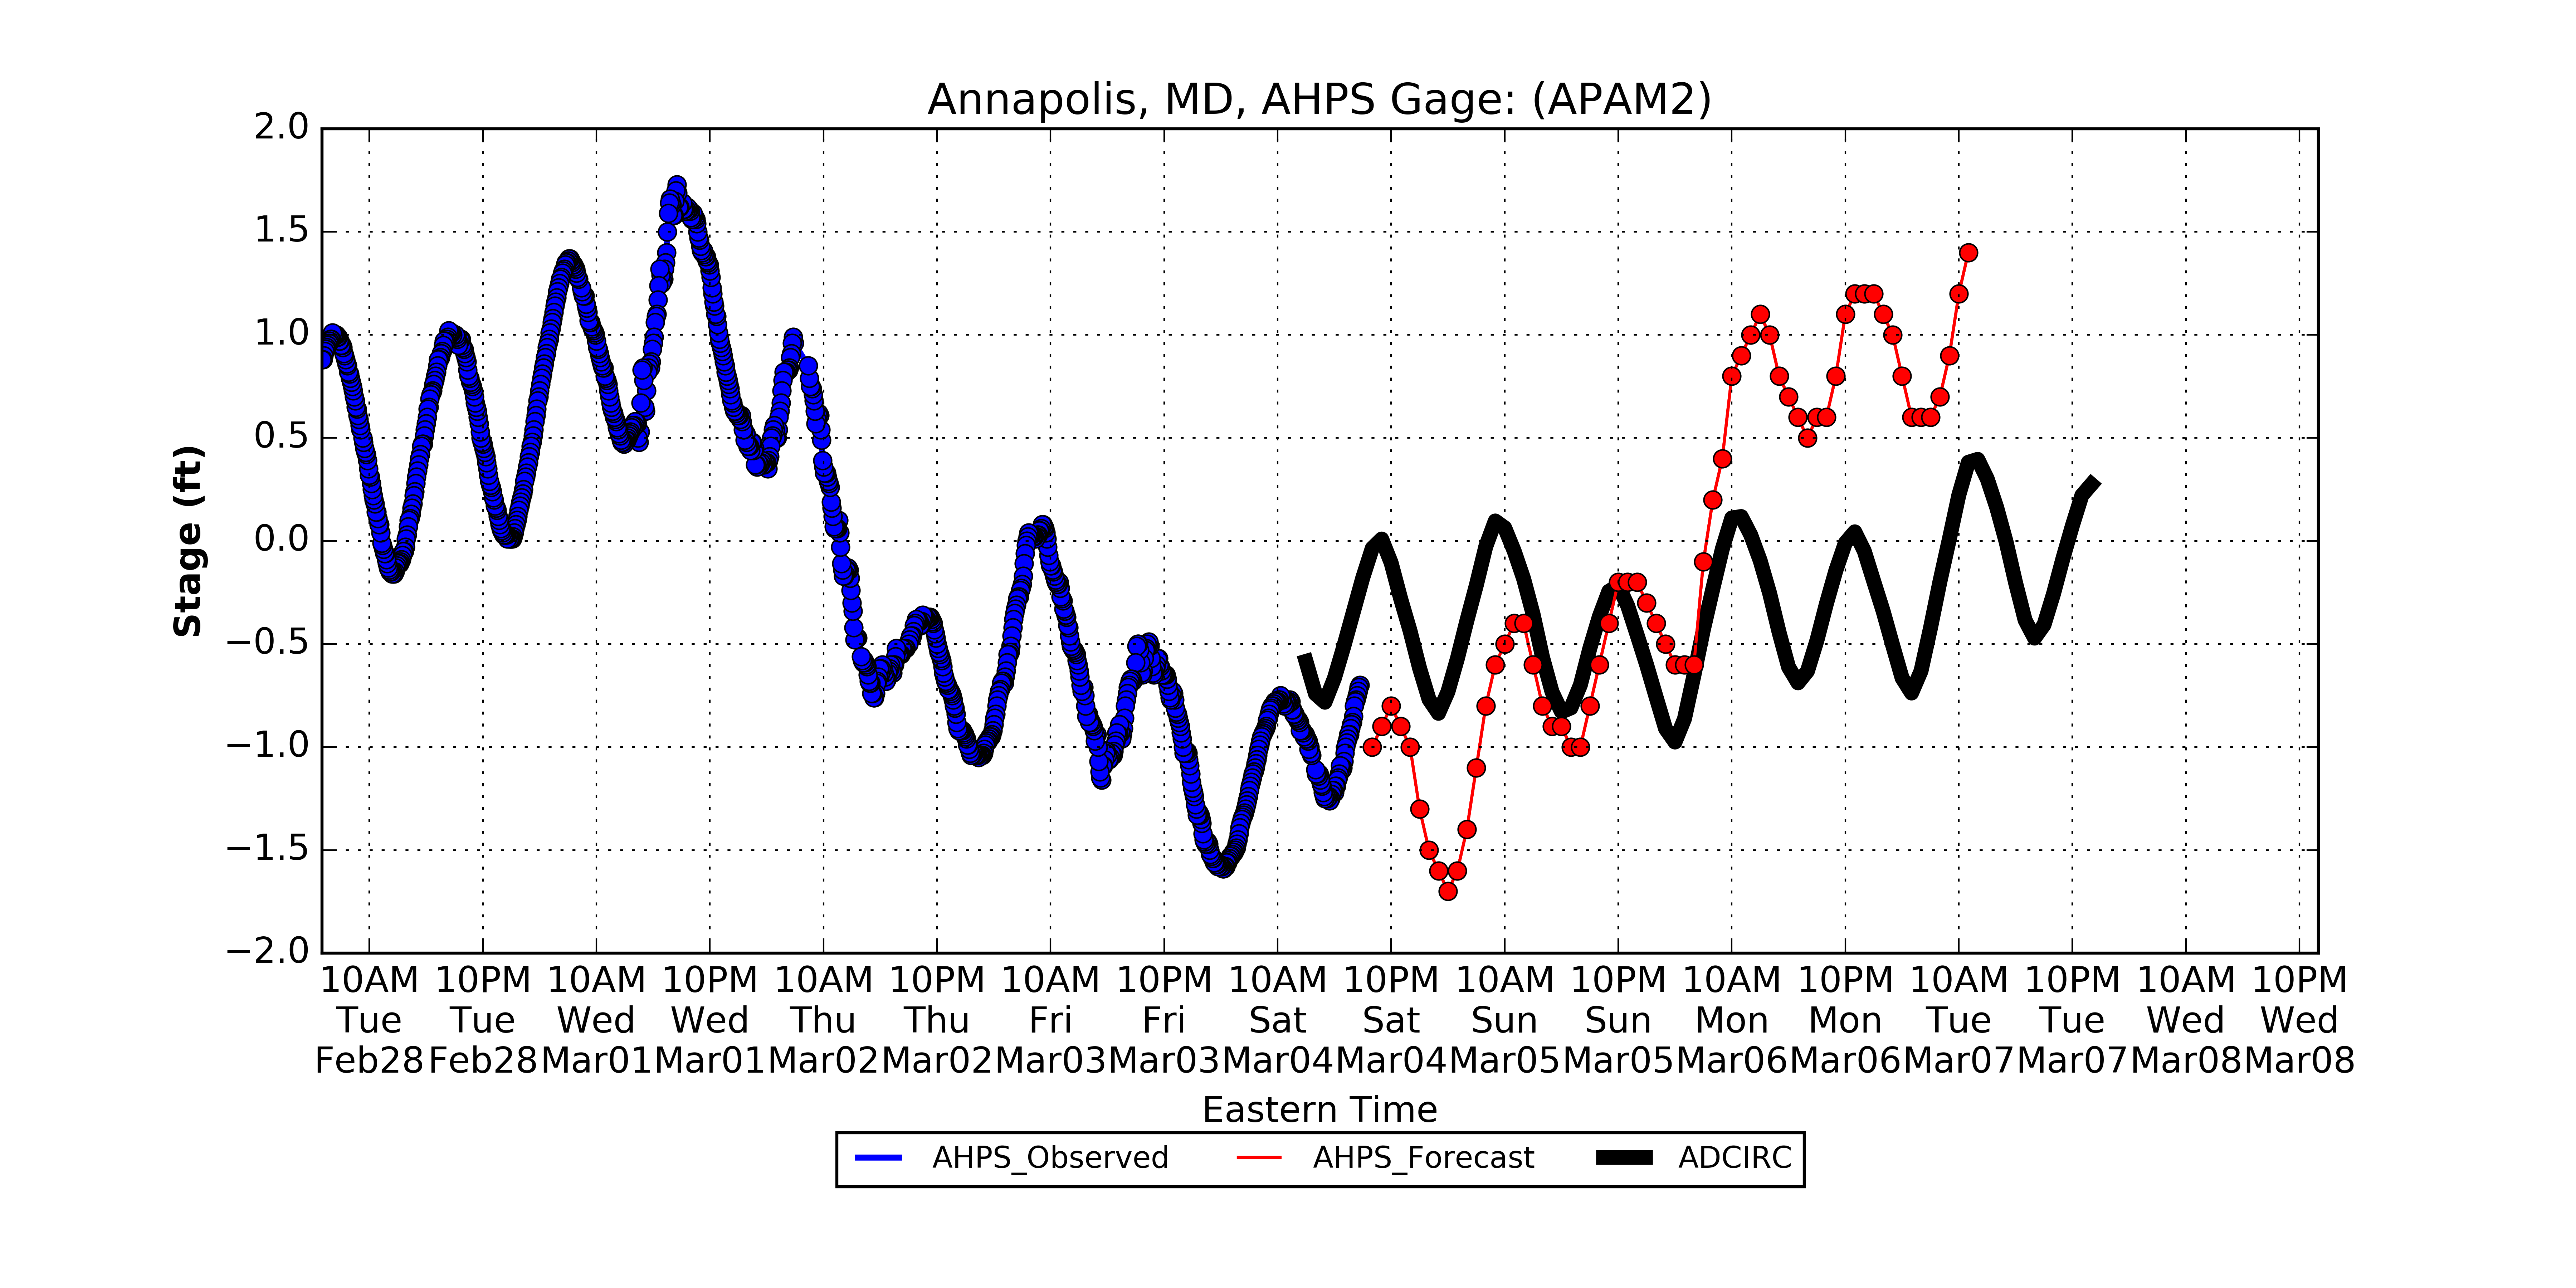 Annapolis, MD, AHPS Gage: (APAM2)
2.0
1.5
1.0
0.5
0.0
−0.5
−1.0
−1.5
−2.0
Stage (ft)
10AM 10PM 10AM 10PM 10AM 10PM 10AM 10PM 10AM 10PM 10AM 10PM 10AM 10PM 10AM 10PM 10AM 10PM
Tue Tue Wed Wed Thu Thu Fri Fri Sat Sat Sun Sun Mon Mon Tue Tue Wed Wed
Feb28 Feb28 Mar01 Mar01 Mar02 Mar02 Mar03 Mar03 Mar04 Mar04 Mar05 Mar05 Mar06 Mar06 Mar07 Mar07 Mar08 Mar08
Eastern Time
AHPS_Observed AHPS_Forecast ADCIRC